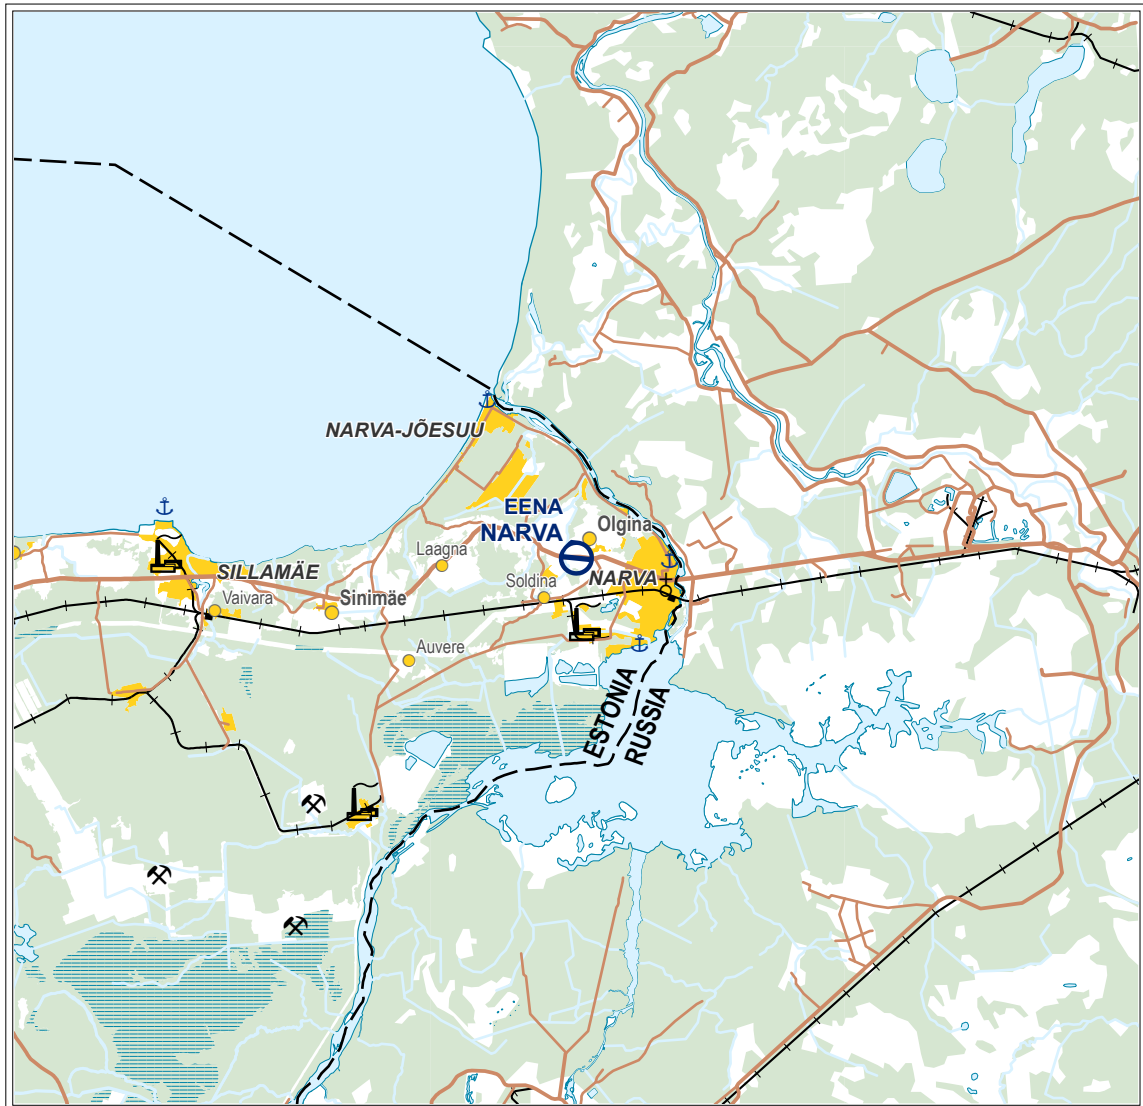 NARVA-JÕESUU
EENA
NARVA
Olgina
Laagna
SILLAMÄE
Soldina
NARVA
Vaivara
Sinimäe
Auvere
ESTONIA
RUSSIA